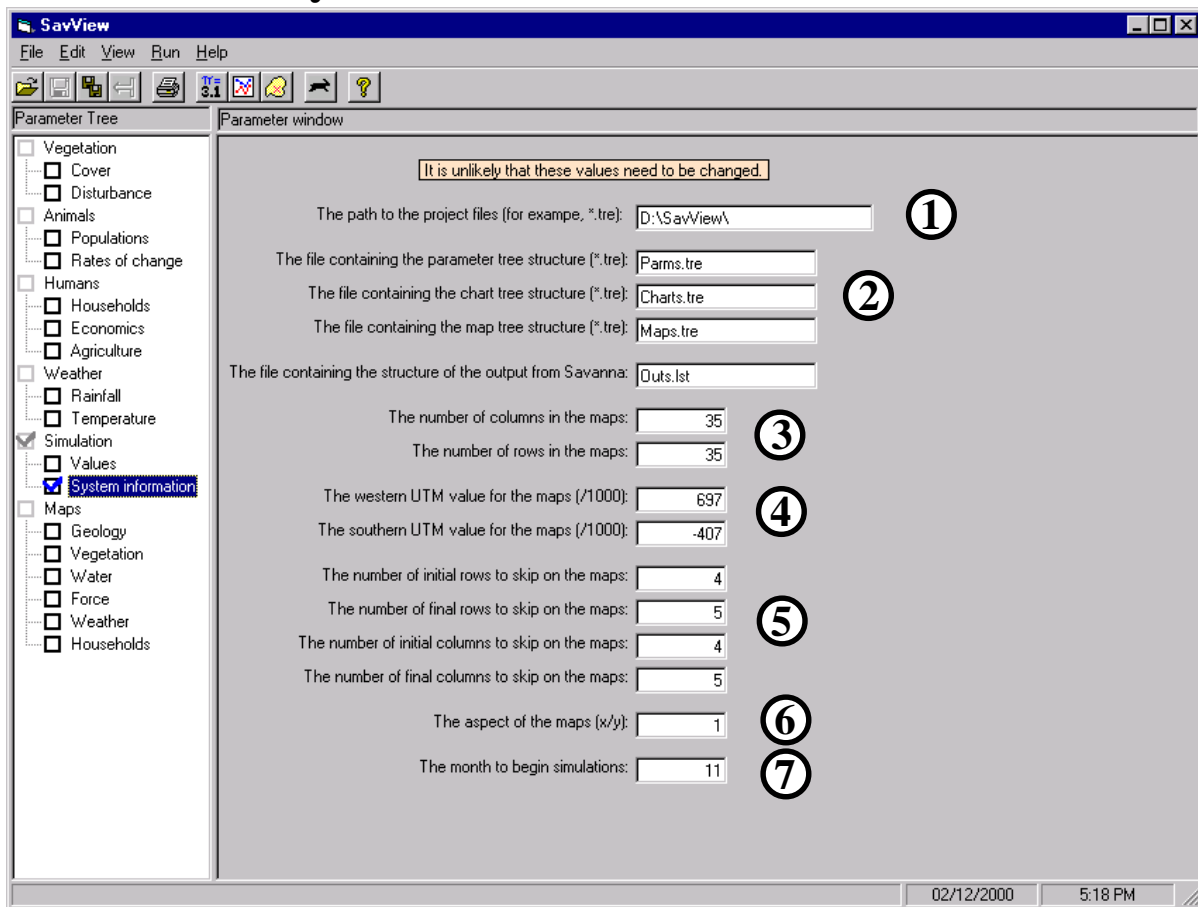 SavView
File Edit View Run Help
π= 3.1
Parameter Tree
Parameter window
Vegetation
Cover
Disturbance
Animals
Populations
Rates of change
Humans
Households
Economics
Agriculture
Weather
Rainfall
Temperature
Simulation
Values
System information
Maps
Geology
Vegetation
Water
Force
Weather
Households
It is unlikely that these values need to be changed.
The path to the project files (for exampe, *.tre): D:\SavView\ 1
The file containing the parameter tree structure (*.tre): Parms.tre
The file containing the chart tree structure (*.tre): Charts.tre 2
The file containing the map tree structure (*.tre): Maps.tre
The file containing the structure of the output from Savanna: Outs.lst
The number of columns in the maps: 35 3
The number of rows in the maps: 35
The western UTM value for the maps (/1000): 697 4
The southern UTM value for the maps (/1000): -407
The number of initial rows to skip on the maps: 4
The number of final rows to skip on the maps: 5 5
The number of initial columns to skip on the maps: 4
The number of final columns to skip on the maps: 5
The aspect of the maps (x/y): 1 6
The month to begin simulations: 11 7
02/12/2000 5:18 PM